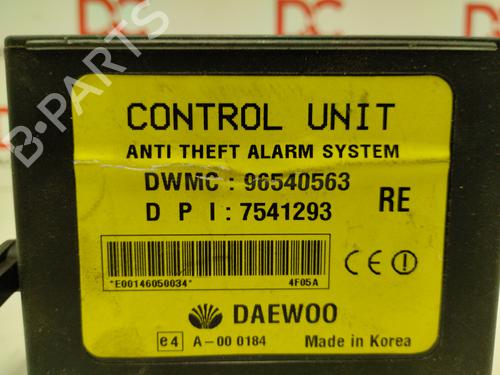 CONTROL UNIT
ANTI THEFT ALARM SYSTEM
DWMC : 96540563
D P I : 7541293
RE
*E00146050034* 4F05A
CE
DAEWOO
e4 A-00 0184 Made in Korea
B-PARTS